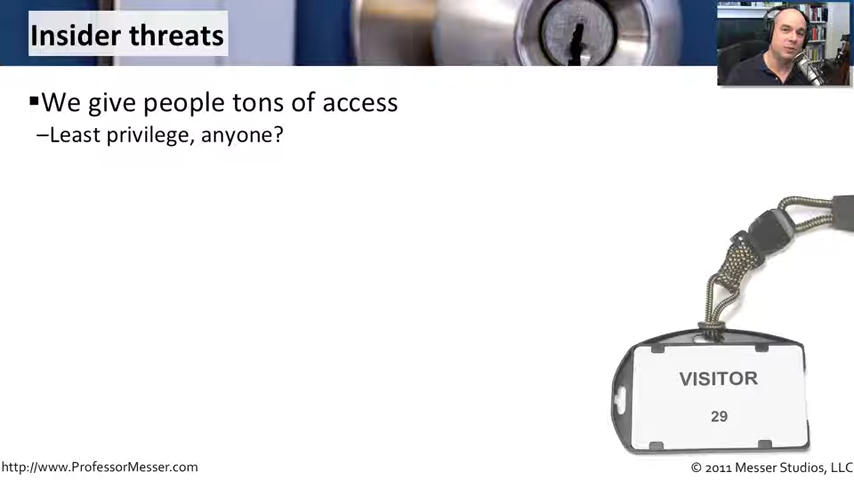 Insider threats
▪We give people tons of access
–Least privilege, anyone?
VISITOR
29
http://www.ProfessorMesser.com
© 2011 Messer Studios, LLC